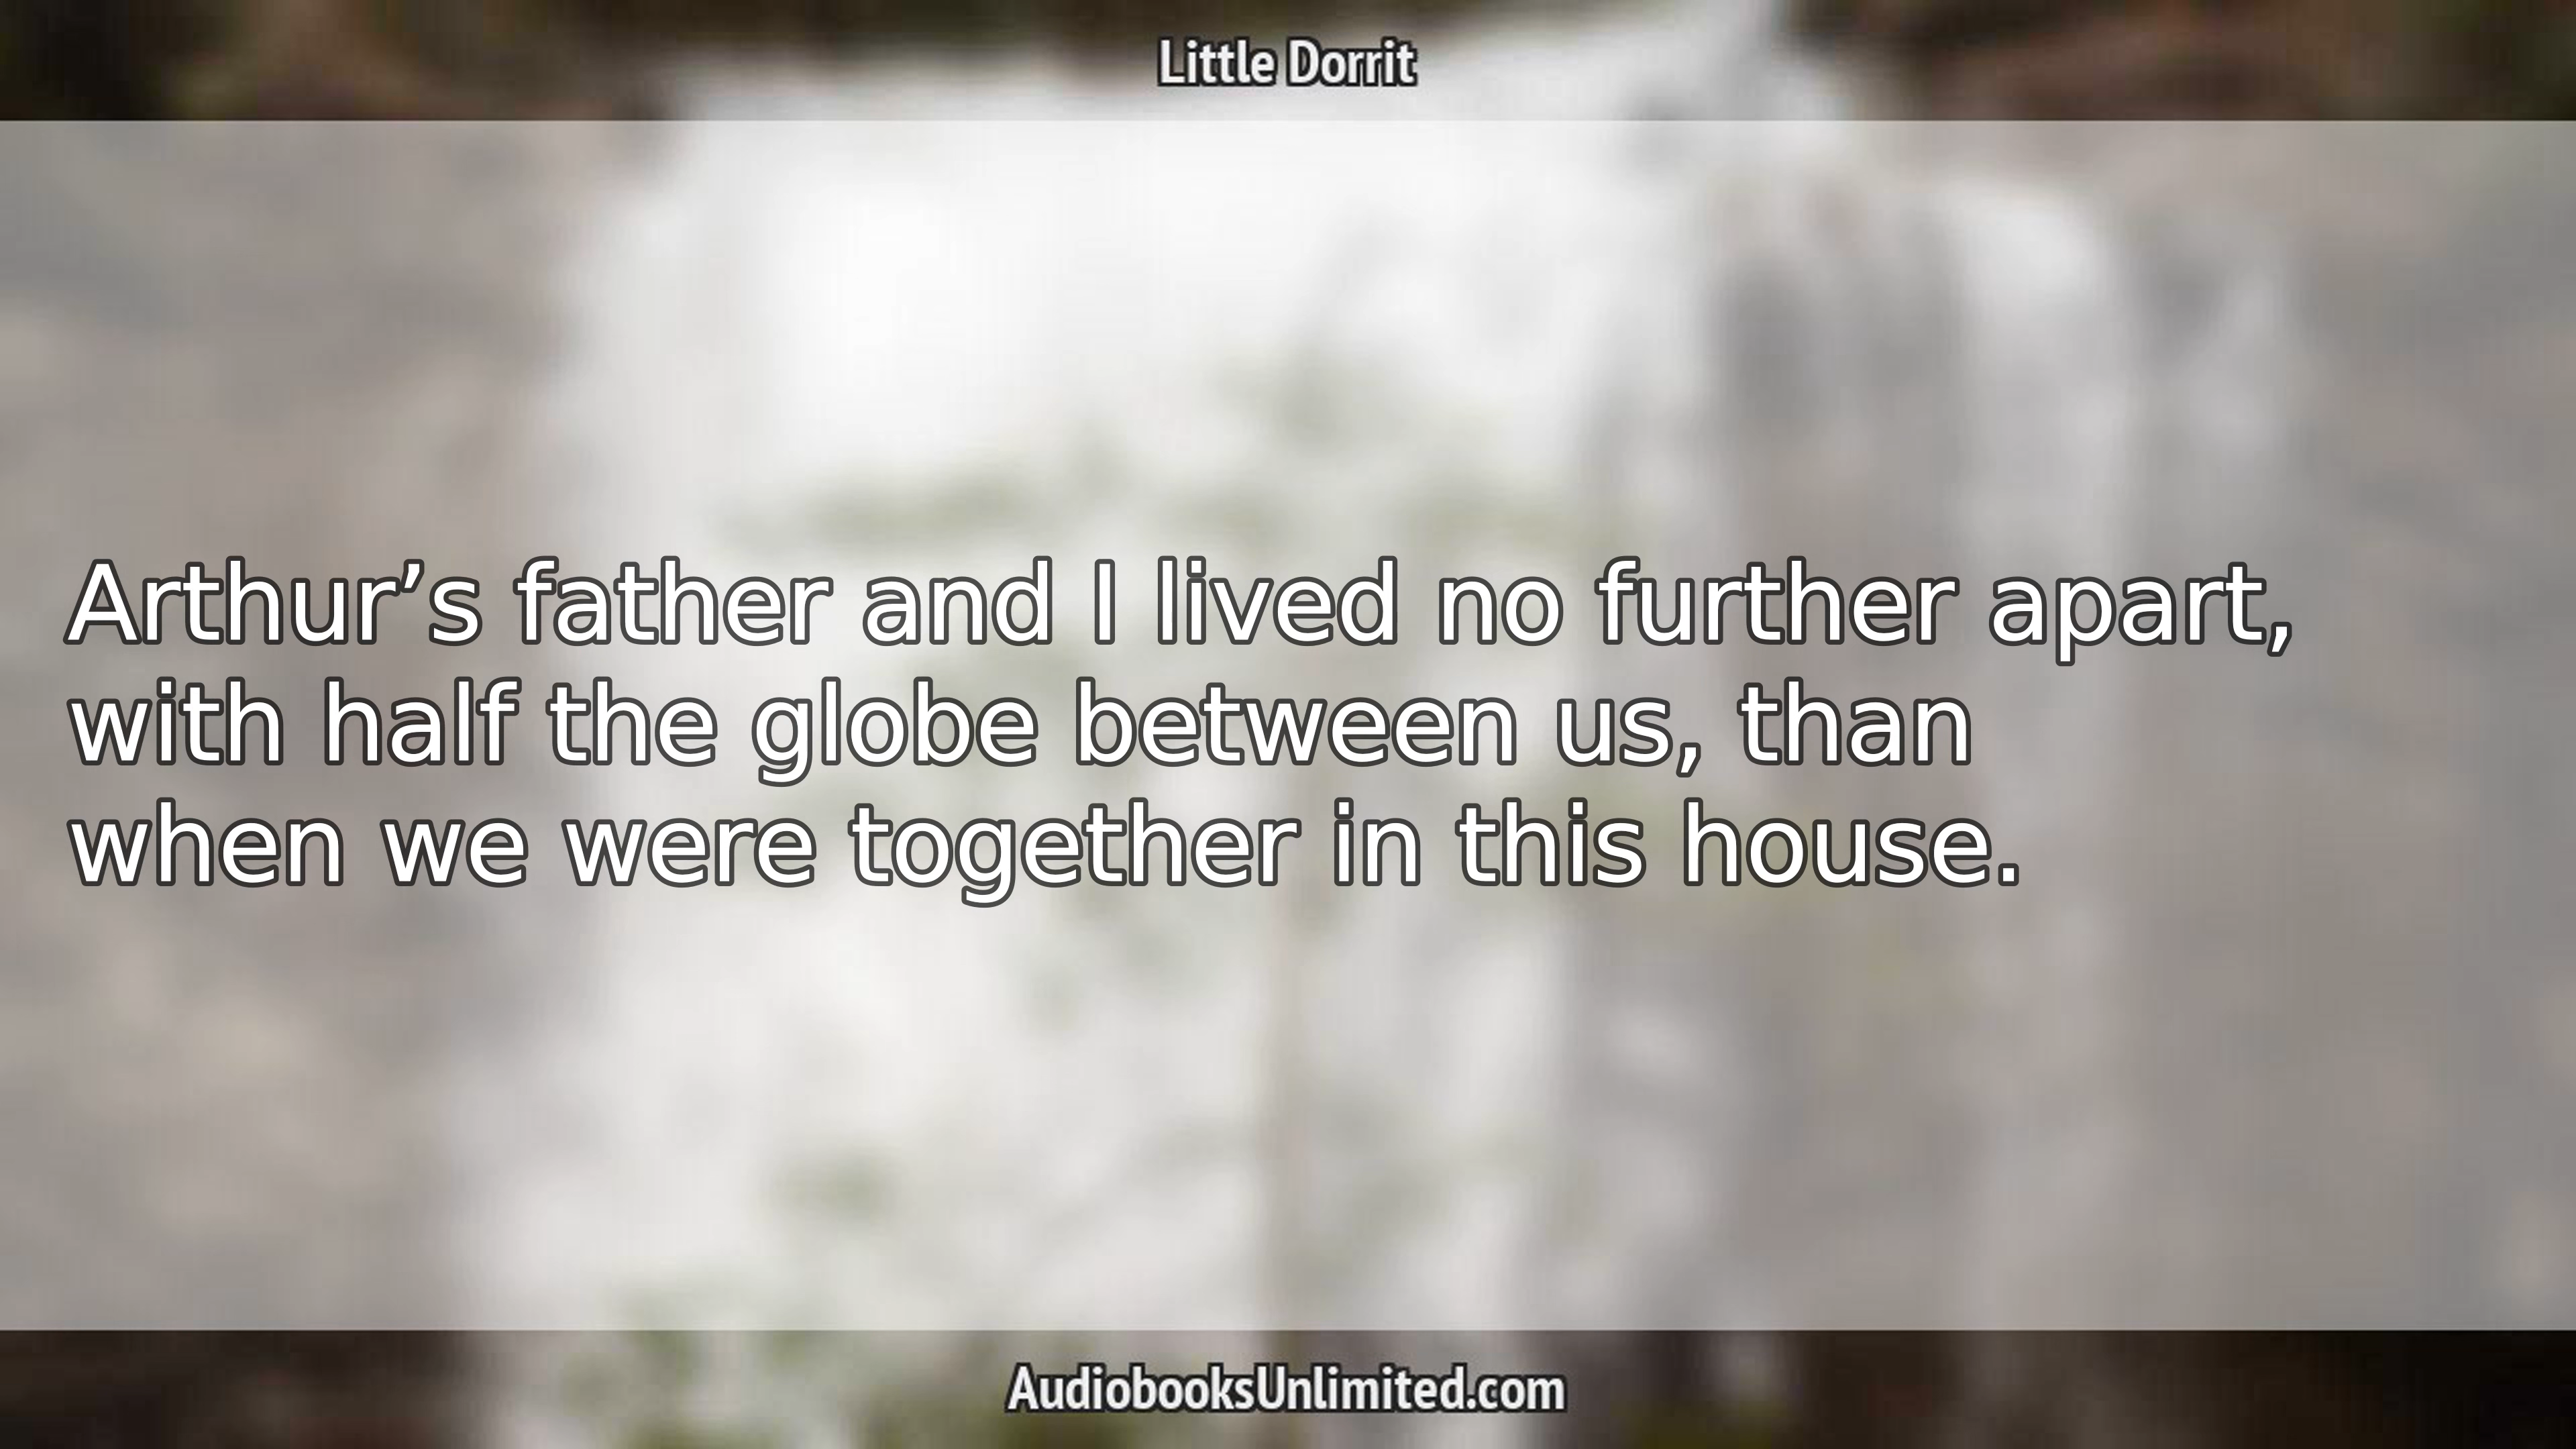 Little Dorrit
Arthur’s father and I lived no further apart,
with half the globe between us, than
when we were together in this house.
AudiobooksUnlimited.com